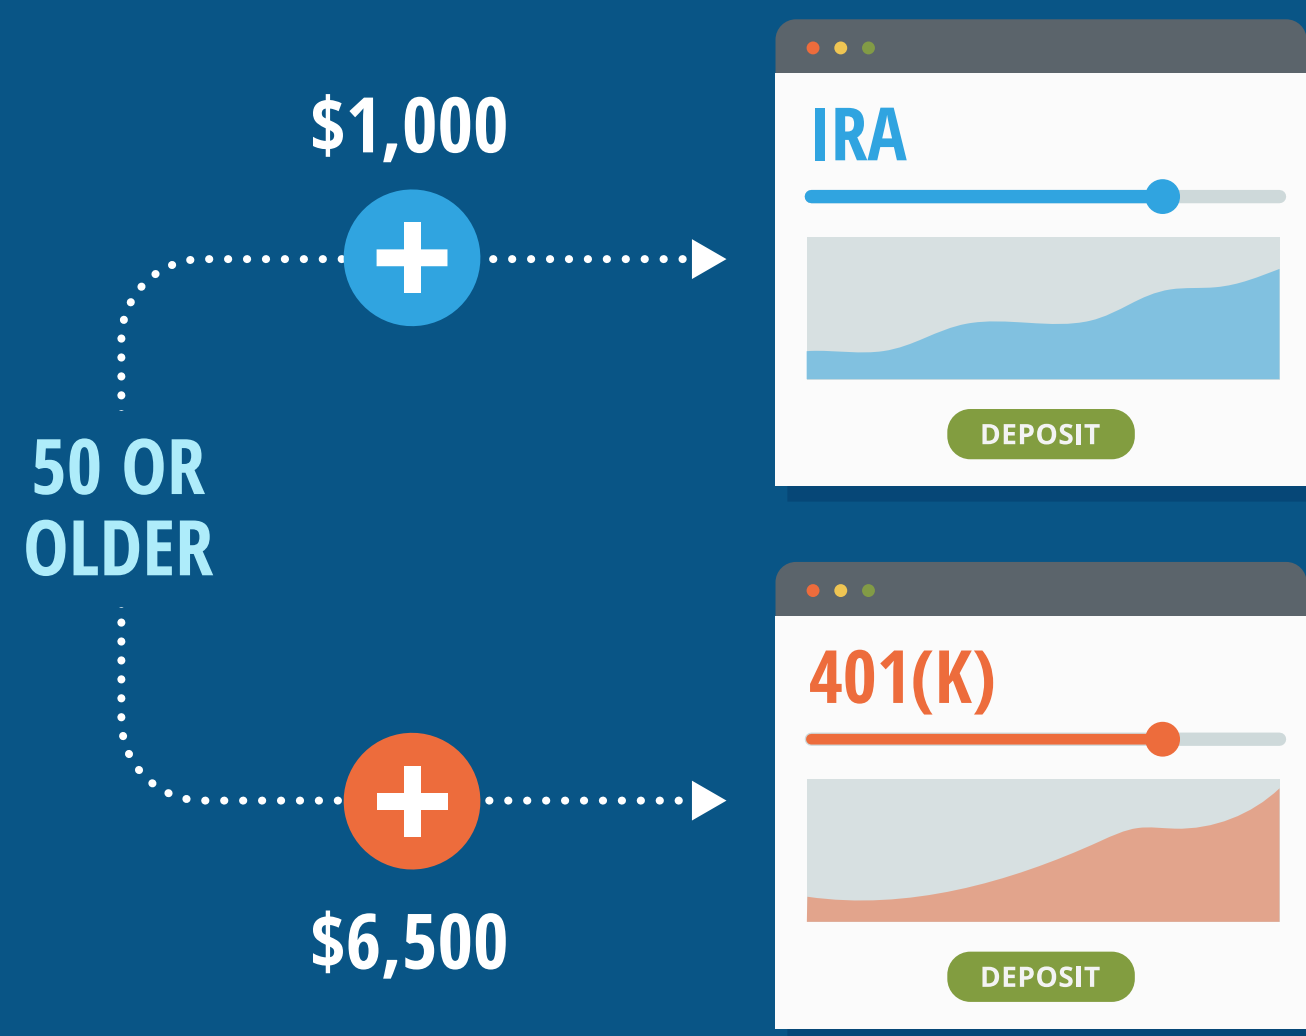 $1,000
IRA
DEPOSIT
50 OR
OLDER
401(K)
$6,500
DEPOSIT